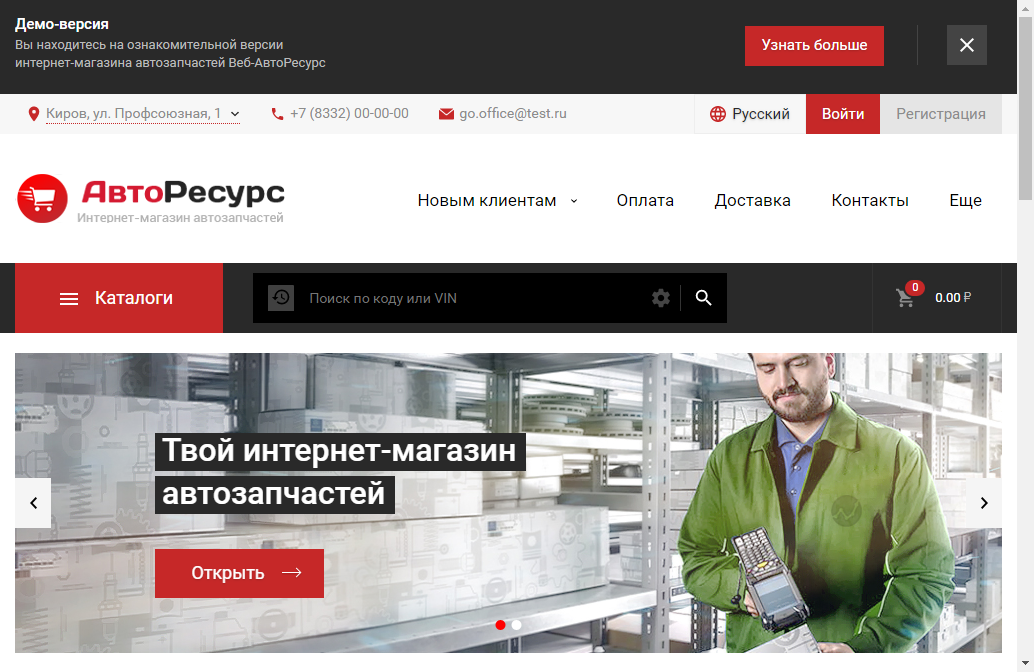 Демо-версия
Вы находитесь на ознакомительной версии
интернет-магазина автозапчастей Веб-АвтоРесурс
Узнать больше
Киров, ул. Профсоюзная, 1
+7 (8332) 00-00-00
go.office@test.ru
Русский
Войти
Регистрация
АвтоРесурс
Интернет-магазин автозапчастей
Новым клиентам
Оплата
Доставка
Контакты
Еще
Каталоги
Поиск по коду или VIN
0
0.00 ₽
Твой интернет-магазин
автозапчастей
Открыть